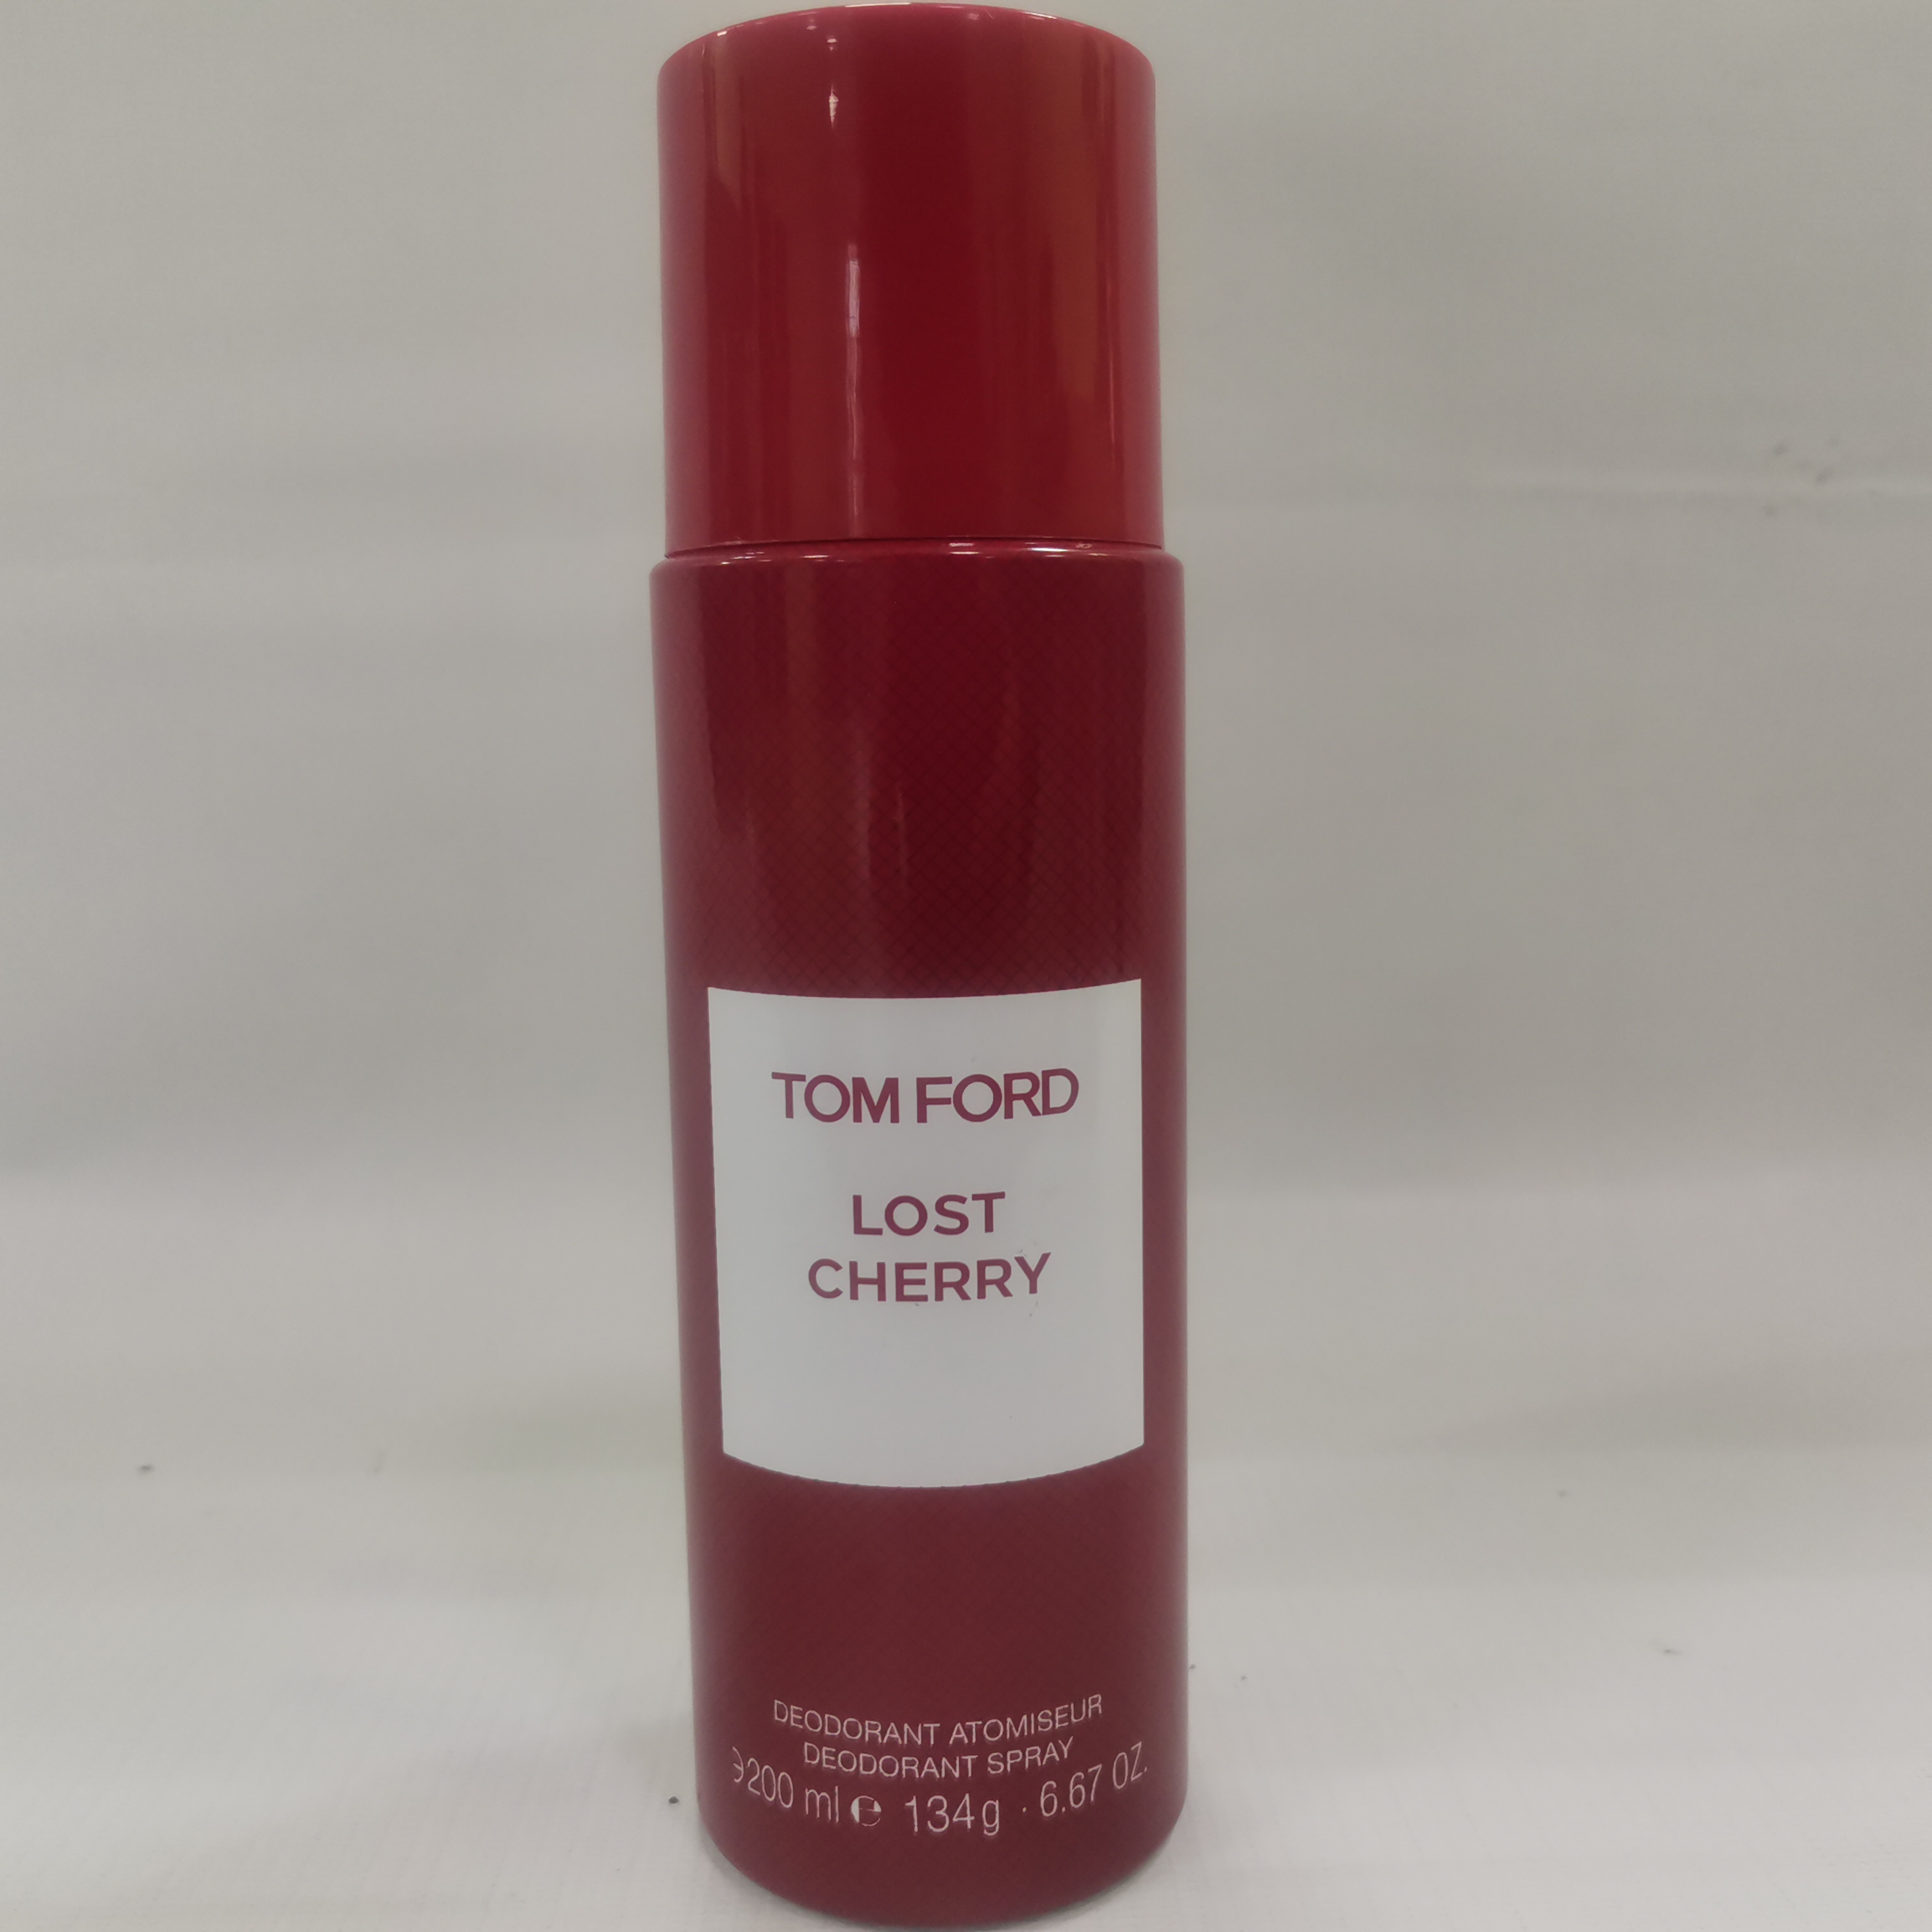 TOM FORD
LOST
CHERRY
DEODORANT ATOMISEUR
DEODORANT SPRAY
℈200 ml ℮ 134g · 6.67 OZ.